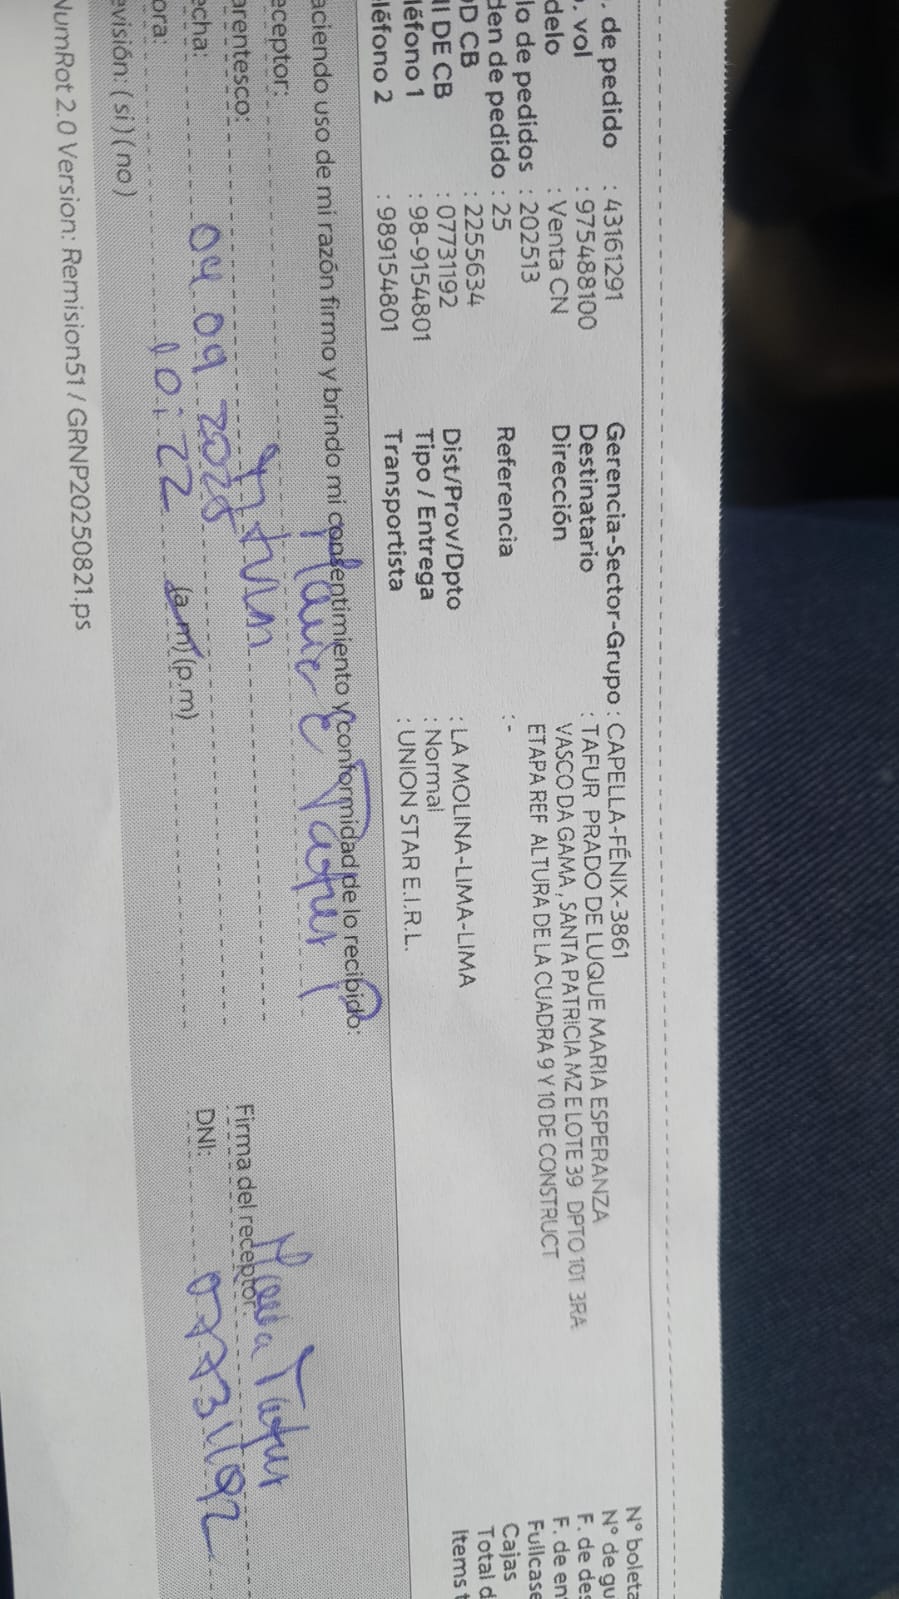 . de pedido : 43161291
. vol : 975488100
delo : Venta CN
lo de pedidos : 202513
den de pedido : 25
OD CB : 2255634
NI DE CB : 07731192
léfono 1 : 98-9154801
léfono 2 : 989154801
Gerencia-Sector-Grupo : CAPELLA-FÉNIX-3861
Destinatario : TAFUR PRADO DE LUQUE MARIA ESPERANZA
Dirección : VASCO DA GAMA , SANTA PATRICIA MZ E LOTE 39 DPTO 101 3RA
ETAPA REF ALTURA DE LA CUADRA 9 Y 10 DE CONSTRUCT
Referencia : -
Dist/Prov/Dpto : LA MOLINA-LIMA-LIMA
Tipo / Entrega : Normal
Transportista : UNION STAR E.I.R.L.
N° boleta
N° de gu
F. de des
F. de en
Fullcase
Cajas
Total d
Items t
aciendo uso de mi razón firmo y brindo mi consentimiento y conformidad de lo recibido:
eceptor: Tafur
arentesco:
echa: 04 09 2025
ora: 10:22 (a.m) (p.m)
evisión: ( si ) ( no )
Firma del receptor: Maria Tafur
DNI: 07731192
NumRot 2.0 Version: Remision51 / GRNP20250821.ps